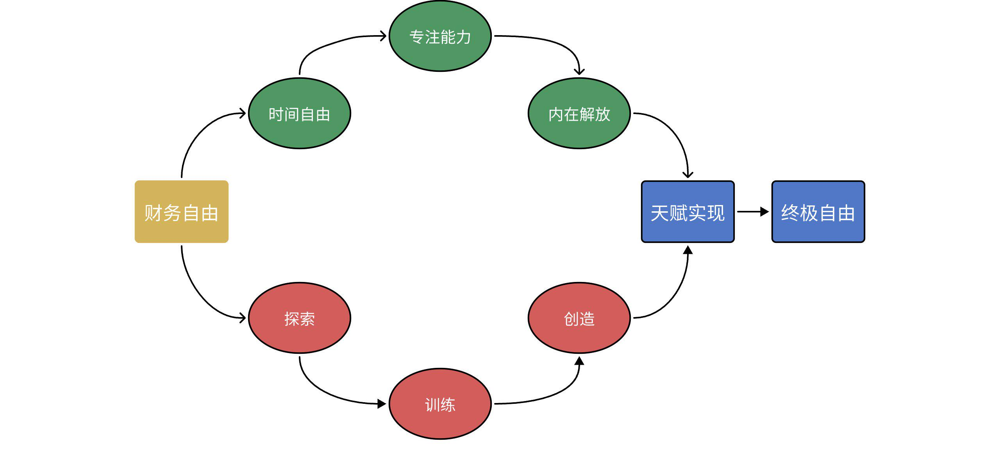 专注能力
时间自由
内在解放
财务自由
天赋实现
终极自由
探索
创造
训练